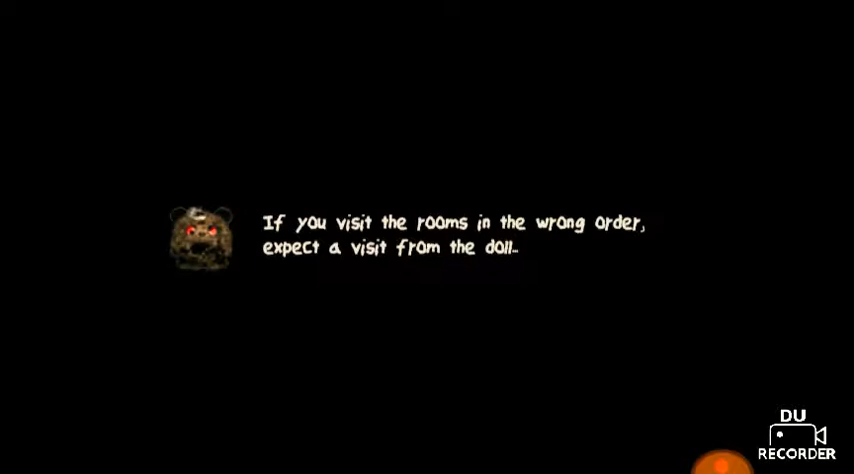 If you visit the rooms in the wrong order,
expect a visit from the doll..
DU
RECORDER